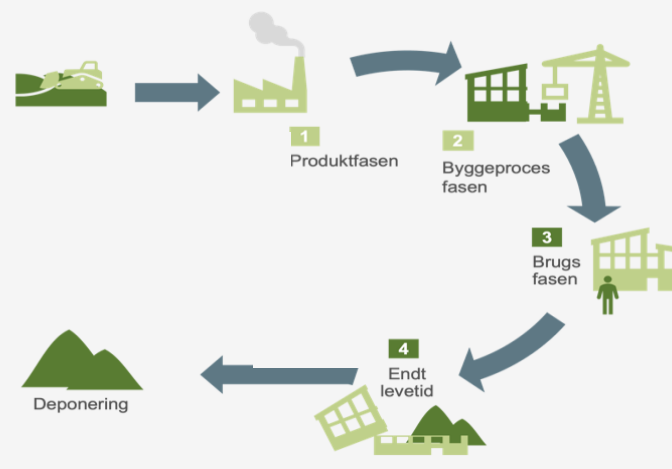 1
Produktfasen
2
Byggeproces
fasen
3
Brugs
fasen
4
Endt
levetid
Deponering